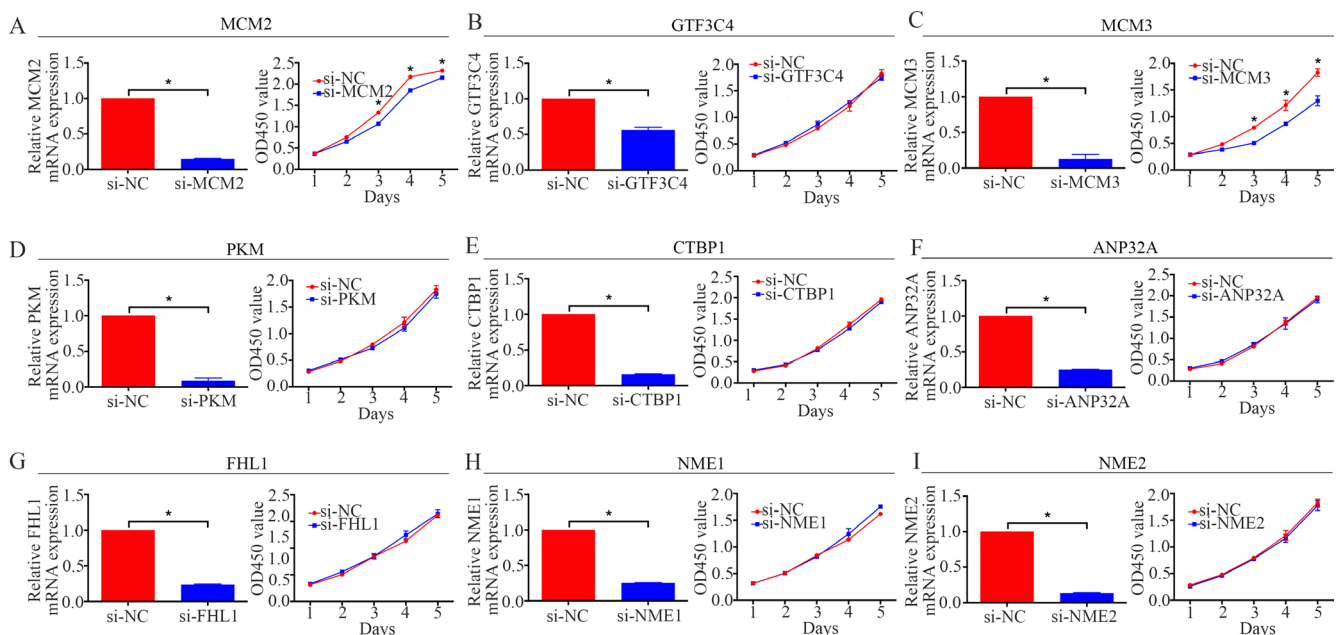 A
MCM2
Relative MCM2
mRNA expression
1.5
1.0
0.5
0.0
*
si-NC
si-MCM2
OD450 value
2.5
2.0
1.5
1.0
0.5
0.0
si-NC
si-MCM2
*
*
*
1 2 3 4 5
Days
B
GTF3C4
Relative GTF3C4
mRNA expression
1.5
1.0
0.5
0.0
*
si-NC
si-GTF3C4
OD450 value
2.0
1.5
1.0
0.5
0.0
si-NC
si-GTF3C4
1 2 3 4 5
Days
C
MCM3
Relative MCM3
mRNA expression
1.5
1.0
0.5
0.0
*
si-NC
si-MCM3
OD450 value
2.0
1.5
1.0
0.5
0.0
si-NC
si-MCM3
*
*
*
1 2 3 4 5
Days
D
PKM
Relative PKM
mRNA expression
1.5
1.0
0.5
0.0
*
si-NC
si-PKM
OD450 value
2.0
1.5
1.0
0.5
0.0
si-NC
si-PKM
1 2 3 4 5
Days
E
CTBP1
Relative CTBP1
mRNA expression
1.5
1.0
0.5
0.0
*
si-NC
si-CTBP1
OD450 value
2.5
2.0
1.5
1.0
0.5
0.0
si-NC
si-CTBP1
1 2 3 4 5
Days
F
ANP32A
Relative ANP32A
mRNA expression
1.5
1.0
0.5
0.0
*
si-NC
si-ANP32A
OD450 value
2.5
2.0
1.5
1.0
0.5
0.0
si-NC
si-ANP32A
1 2 3 4 5
Days
G
FHL1
Relative FHL1
mRNA expression
1.5
1.0
0.5
0.0
*
si-NC
si-FHL1
OD450 value
2.5
2.0
1.5
1.0
0.5
0.0
si-NC
si-FHL1
1 2 3 4 5
Days
H
NME1
Relative NME1
mRNA expression
1.5
1.0
0.5
0.0
*
si-NC
si-NME1
OD450 value
2.0
1.5
1.0
0.5
0.0
si-NC
si-NME1
1 2 3 4 5
Days
I
NME2
Relative NME2
mRNA expression
1.5
1.0
0.5
0.0
*
si-NC
si-NME2
OD450 value
2.0
1.5
1.0
0.5
0.0
si-NC
si-NME2
1 2 3 4 5
Days